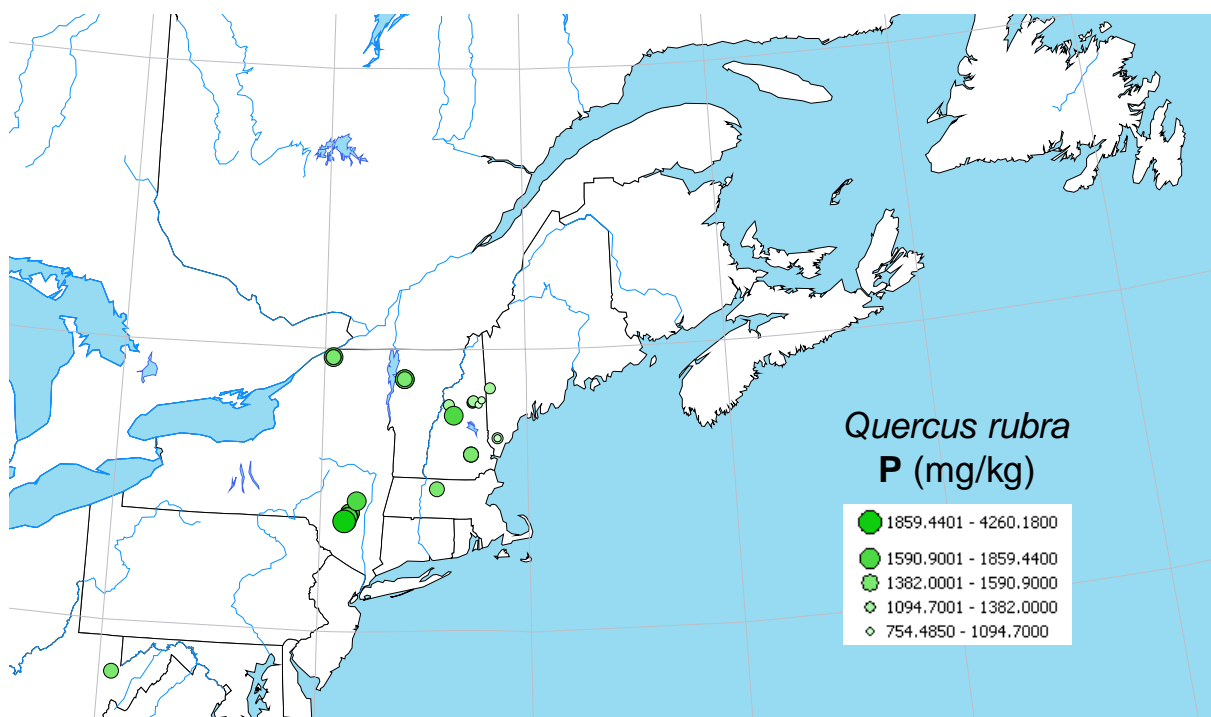 Quercus rubra
P (mg/kg)
1859.4401 - 4260.1800
1590.9001 - 1859.4400
1382.0001 - 1590.9000
1094.7001 - 1382.0000
754.4850 - 1094.7000